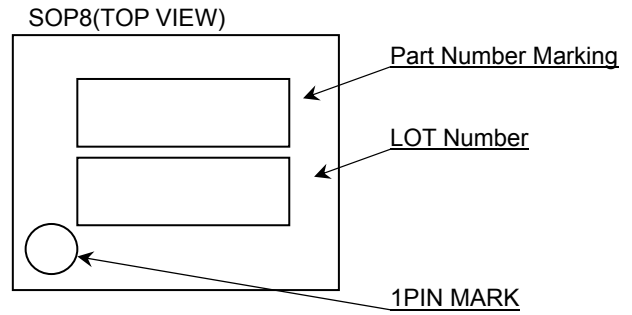 SOP8(TOP VIEW)
Part Number Marking
LOT Number
1PIN MARK